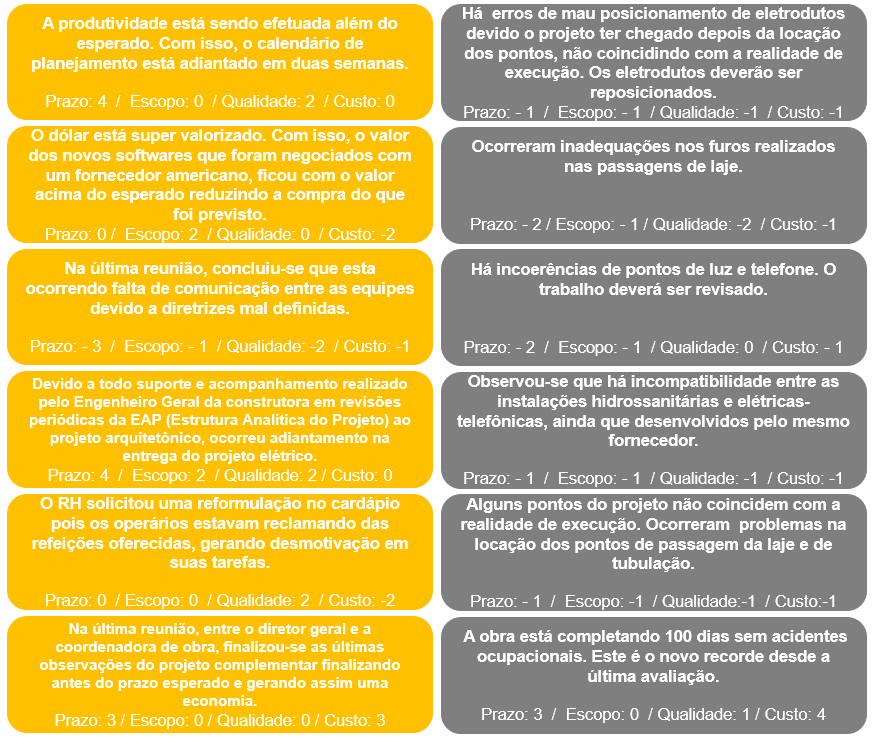 A produtividade está sendo efetuada além do
esperado. Com isso, o calendário de
planejamento está adiantado em duas semanas.
Prazo: 4 / Escopo: 0 / Qualidade: 2 / Custo: 0
O dólar está super valorizado. Com isso, o valor
dos novos softwares que foram negociados com
um fornecedor americano, ficou com o valor
acima do esperado reduzindo a compra do que
foi previsto.
Prazo: 0 / Escopo: 2 / Qualidade: 0 / Custo: -2
Na última reunião, concluiu-se que esta
ocorrendo falta de comunicação entre as equipes
devido a diretrizes mal definidas.
Prazo: - 3 / Escopo: - 1 / Qualidade: -2 / Custo: -1
Devido a todo suporte e acompanhamento realizado
pelo Engenheiro Geral da construtora em revisões
periódicas da EAP (Estrutura Analítica do Projeto) ao
projeto arquitetônico, ocorreu adiantamento na
entrega do projeto elétrico.
Prazo: 4 / Escopo: 2 / Qualidade: 2 / Custo: 0
O RH solicitou uma reformulação no cardápio
pois os operários estavam reclamando das
refeições oferecidas, gerando desmotivação em
suas tarefas.
Prazo: 0 / Escopo: 0 / Qualidade: 2 / Custo: -2
Na última reunião, entre o diretor geral e a
coordenadora de obra, finalizou-se as últimas
observações do projeto complementar finalizando
antes do prazo esperado e gerando assim uma
economia.
Prazo: 3 / Escopo: 0 / Qualidade: 0 / Custo: 3
Há erros de mau posicionamento de eletrodutos
devido o projeto ter chegado depois da locação
dos pontos, não coincidindo com a realidade de
execução. Os eletrodutos deverão ser
reposicionados.
Prazo: - 1 / Escopo: - 1 / Qualidade: -1 / Custo: -1
Ocorreram inadequações nos furos realizados
nas passagens de laje.
Prazo: - 2 / Escopo: - 1 / Qualidade: -2 / Custo: -1
Há incoerências de pontos de luz e telefone. O
trabalho deverá ser revisado.
Prazo: - 2 / Escopo: - 1 / Qualidade: 0 / Custo: - 1
Observou-se que há incompatibilidade entre as
instalações hidrossanitárias e elétricas-
telefônicas, ainda que desenvolvidos pelo mesmo
fornecedor.
Prazo: - 1 / Escopo: - 1 / Qualidade: -1 / Custo: -1
Alguns pontos do projeto não coincidem com a
realidade de execução. Ocorreram problemas na
locação dos pontos de passagem da laje e de
tubulação.
Prazo: - 1 / Escopo: -1 / Qualidade:-1 / Custo:-1
A obra está completando 100 dias sem acidentes
ocupacionais. Este é o novo recorde desde a
última avaliação.
Prazo: 3 / Escopo: 0 / Qualidade: 1 / Custo: 4